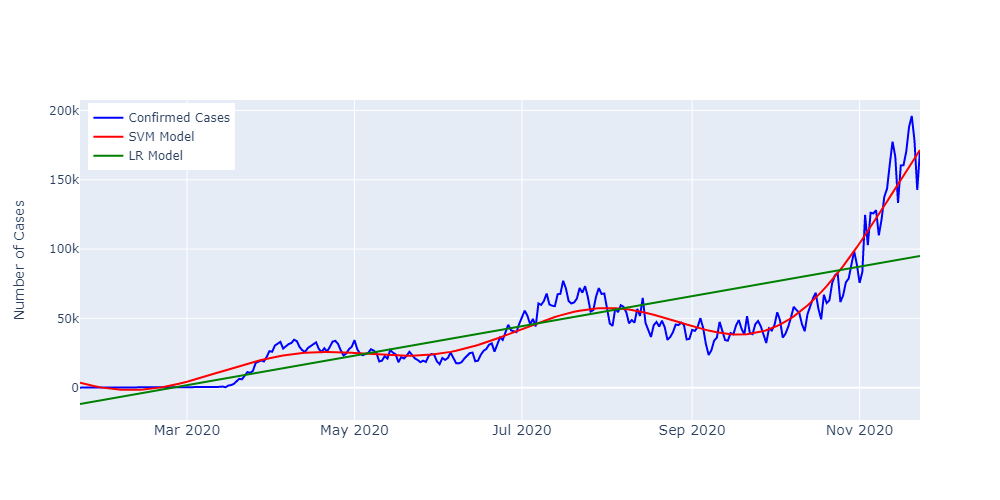 200k
150k
100k
50k
0
Number of Cases
Confirmed Cases
SVM Model
LR Model
Mar 2020
May 2020
Jul 2020
Sep 2020
Nov 2020